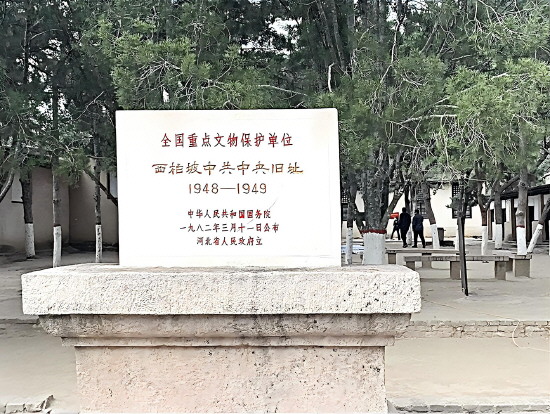 全国重点文物保护单位
西柏坡中共中央旧址
1948—1949
中华人民共和国国务院
一九八二年三月十一日公布
河北省人民政府立